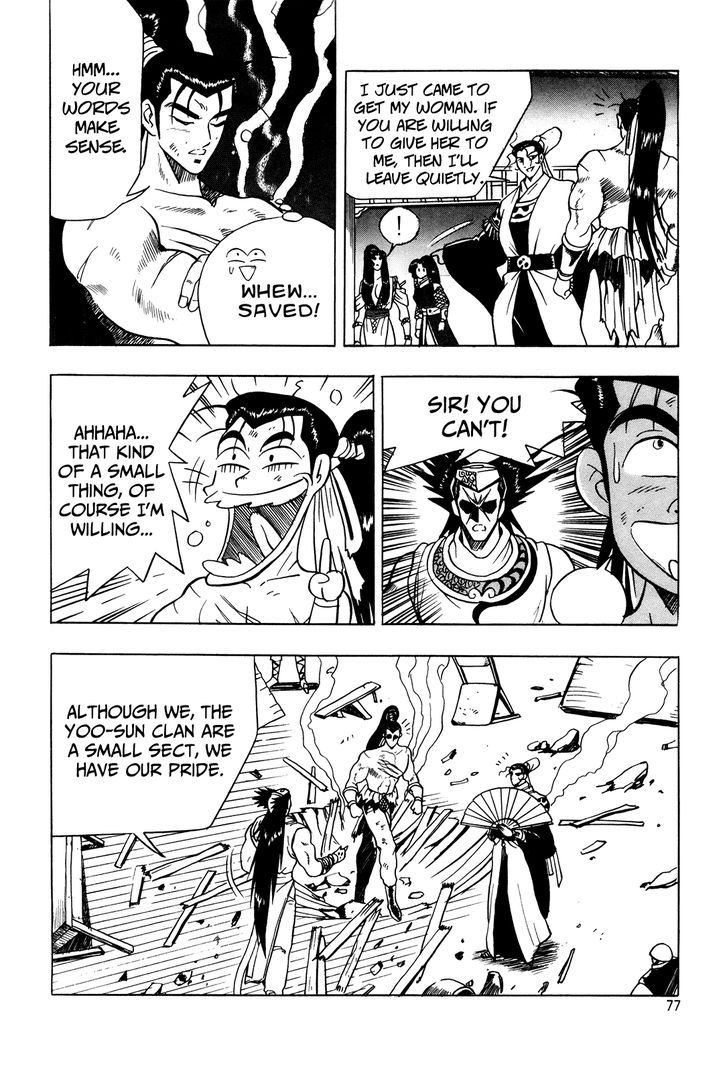 I JUST CAME TO
GET MY WOMAN. IF
YOU ARE WILLING
TO GIVE HER TO
ME, THEN I'LL
LEAVE QUIETLY.
!
HMM...
YOUR
WORDS
MAKE
SENSE.
WHEW...
SAVED!
SIR! YOU
CAN'T!
AHHAHA...
THAT KIND
OF A SMALL
THING, OF
COURSE I'M
WILLING...
ALTHOUGH WE, THE
YOO-SUN CLAN ARE
A SMALL SECT, WE
HAVE OUR PRIDE.
77